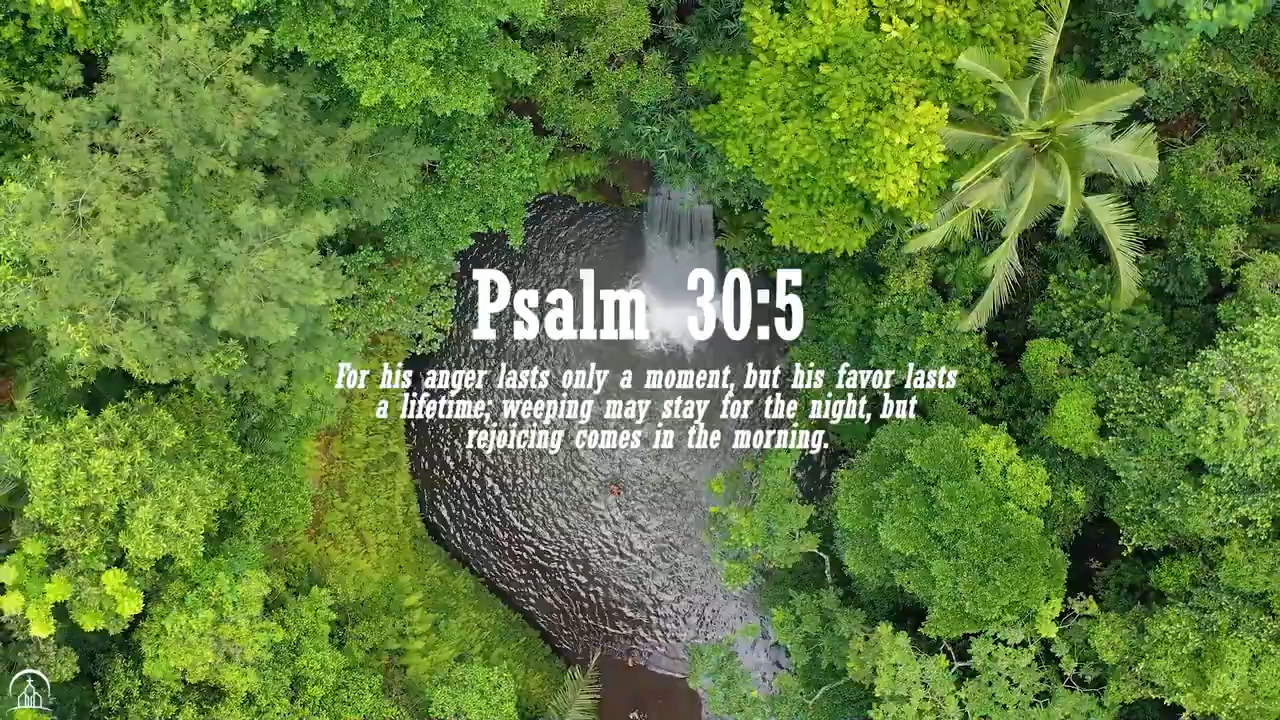 Psalm 30:5
For his anger lasts only a moment, but his favor lasts
a lifetime; weeping may stay for the night, but
rejoicing comes in the morning.